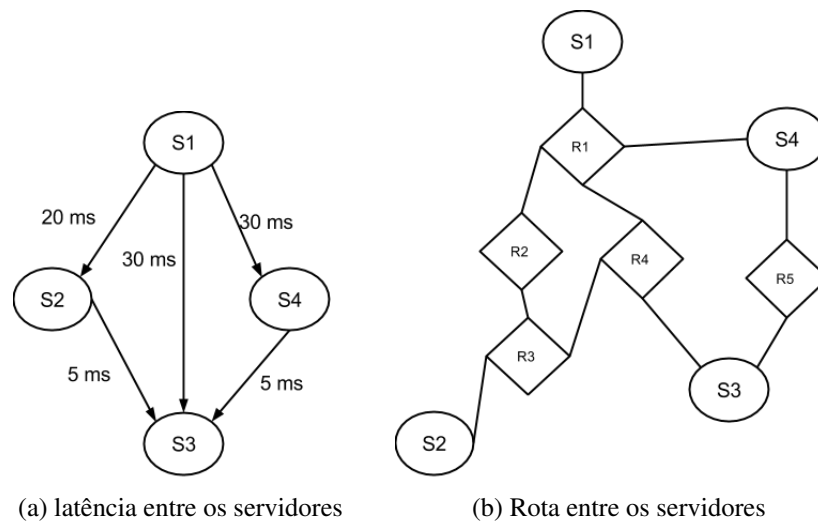 S1
20 ms
30 ms
30 ms
S2
S4
5 ms
5 ms
S3
(a) latência entre os servidores
S1
R1
S4
R2
R4
R5
R3
S3
S2
(b) Rota entre os servidores